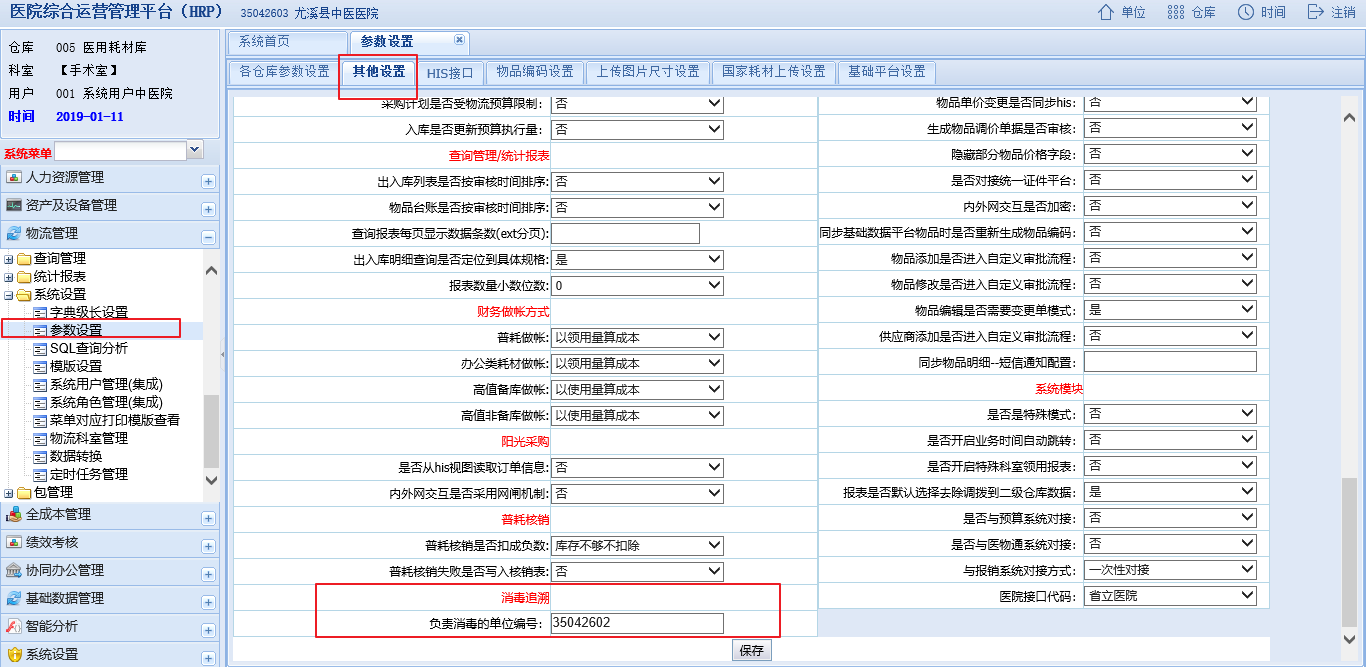 医院综合运营管理平台（HRP） 35042603 尤溪县中医医院 单位 仓库 时间 注销
仓库 005 医用耗材库
科室 【手术室】
用户 001 系统用户中医院
时间 2019-01-11
系统菜单
人力资源管理
资产及设备管理
物流管理
查询管理
统计报表
系统设置
字典级长设置
参数设置
SQL查询分析
模版设置
系统用户管理(集成)
系统角色管理(集成)
菜单对应打印模版查看
物流科室管理
数据转换
定时任务管理
包管理
全成本管理
绩效考核
协同办公管理
基础数据管理
智能分析
系统设置
系统首页 参数设置
各仓库参数设置 其他设置 HIS接口 物品编码设置 上传图片尺寸设置 国家耗材上传设置 基础平台设置
采购计划是否受物流预算限制: 否
入库是否更新预算执行量: 否
查询管理/统计报表
出入库列表是否按审核时间排序: 否
物品台账是否按审核时间排序: 否
查询报表每页显示数据条数(ext分页):
出入库明细查询是否定位到具体规格: 是
报表数量小数位数: 0
财务做帐方式
普耗做帐: 以领用量算成本
办公类耗材做帐: 以领用量算成本
高值备库做帐: 以使用量算成本
高值非备库做帐: 以使用量算成本
阳光采购
是否从his视图读取订单信息: 否
内外网交互是否采用网闸机制: 否
普耗核销
普耗核销是否扣成负数: 库存不够不扣除
普耗核销失败是否写入核销表: 否
消毒追溯
负责消毒的单位编号: 35042602
物品单价变更是否同步his: 否
生成物品调价单据是否审核: 否
隐藏部分物品价格字段: 否
是否对接统一证件平台: 否
内外网交互是否加密: 否
同步基础数据平台物品时是否重新生成物品编码: 否
物品添加是否进入自定义审批流程: 否
物品修改是否进入自定义审批流程: 否
物品编辑是否需要变更单模式: 是
供应商添加是否进入自定义审批流程: 否
同步物品明细--短信通知配置:
系统模块
是否是特殊模式: 否
是否开启业务时间自动跳转: 否
是否开启特殊科室领用报表: 否
报表是否默认选择去除调拨到二级仓库数据: 是
是否与预算系统对接: 否
是否与医物通系统对接: 否
与报销系统对接方式: 一次性对接
医院接口代码: 省立医院
保存